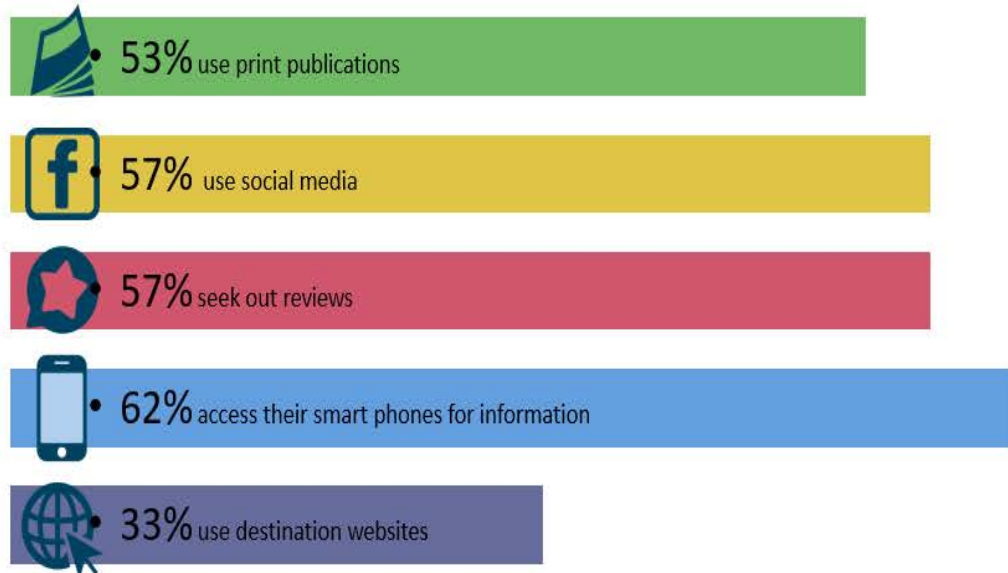 53% use print publications
57% use social media
57% seek out reviews
62% access their smart phones for information
33% use destination websites